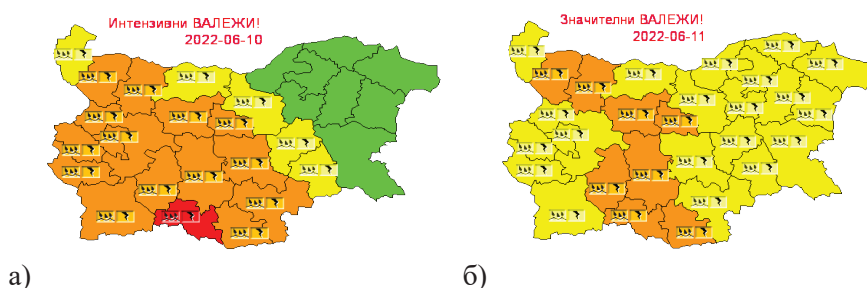 Интензивни ВАЛЕЖИ!
2022-06-10
Значителни ВАЛЕЖИ!
2022-06-11
а)
б)